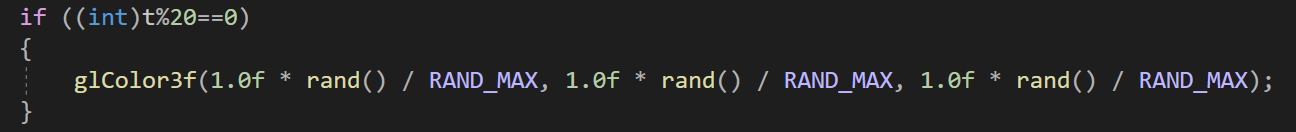 if ((int)t%20==0)
{
glColor3f(1.0f * rand() / RAND_MAX, 1.0f * rand() / RAND_MAX, 1.0f * rand() / RAND_MAX);
}